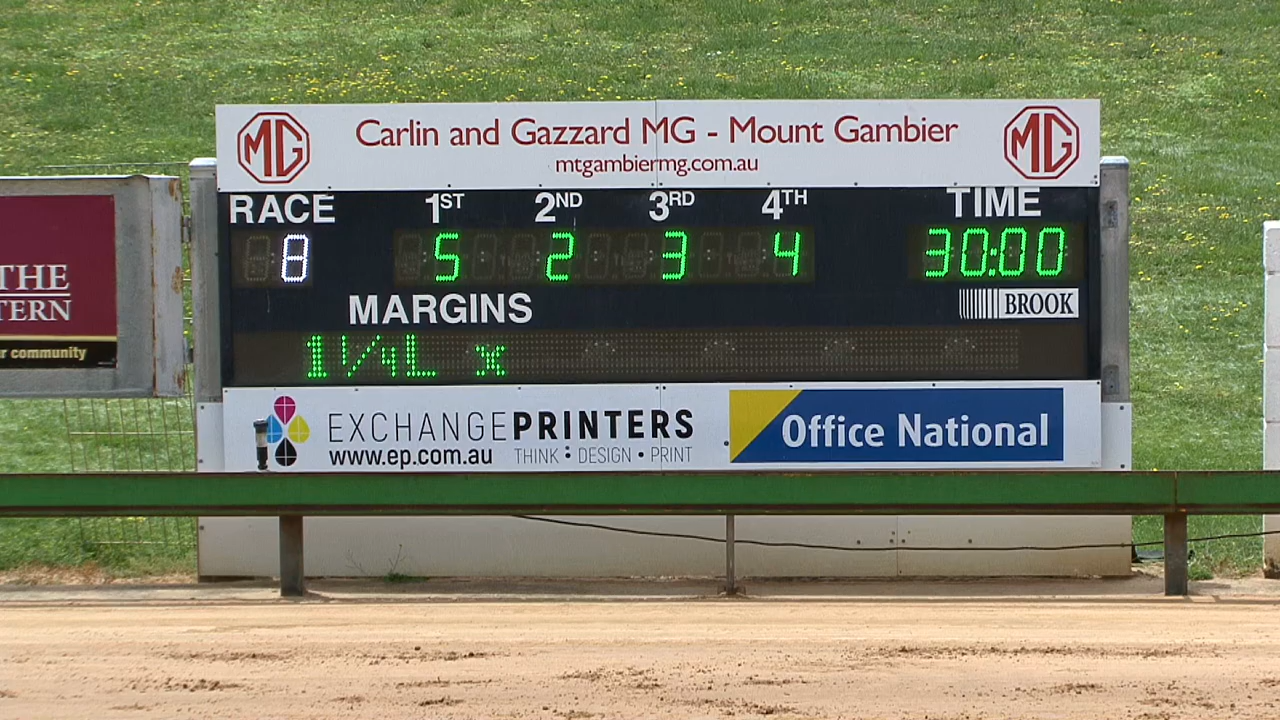 MG Carlin and Gazzard MG - Mount Gambier MG
mtgambiermg.com.au
RACE 1ST 2ND 3RD 4TH TIME
8 5 2 3 4 30:00
MARGINS BROOK
1 1/4L x
THE
TERN
r community
EXCHANGEPRINTERS
www.ep.com.au THINK : DESIGN • PRINT
Office National